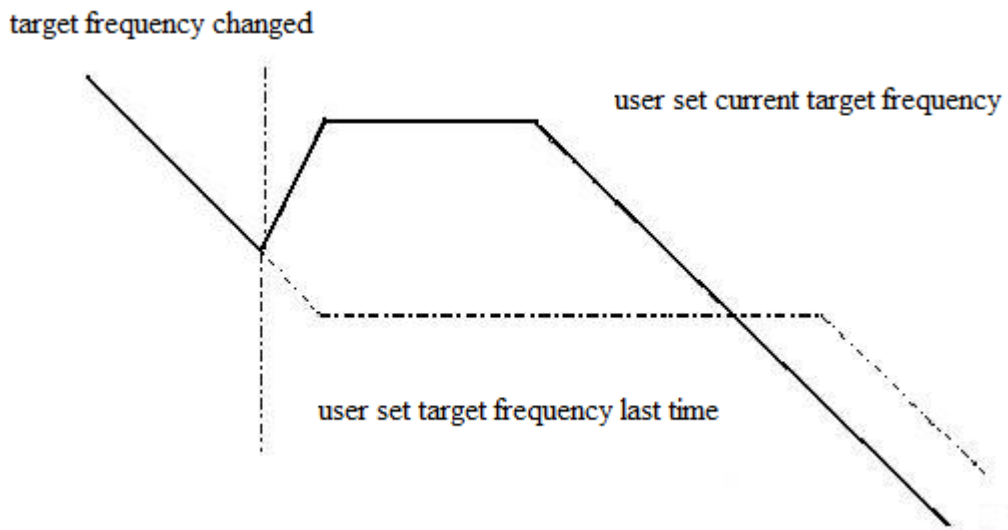 target frequency changed
user set current target frequency
user set target frequency last time